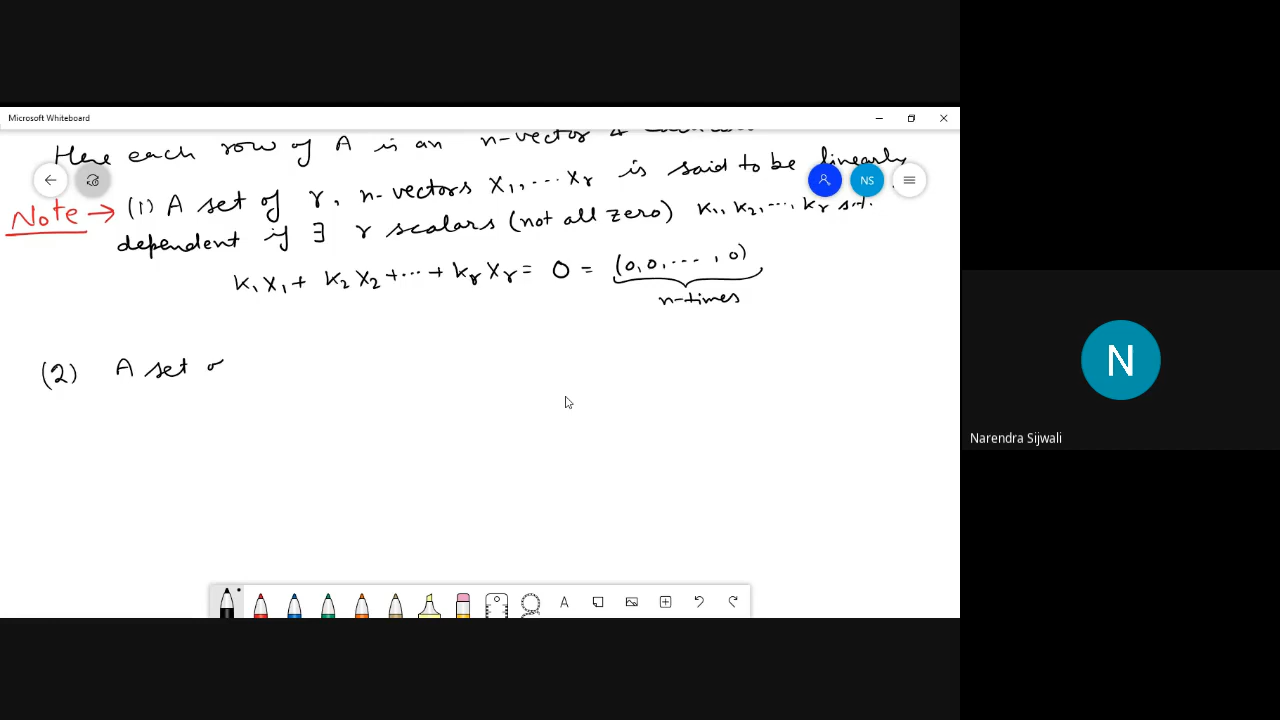 Microsoft Whiteboard
Here each row of A is an n-vector &
Note → (1) A set of r, n-vectors X₁, ... Xᵣ is said to be linearly
dependent if ∃ r scalars (not all zero) k₁, k₂, ..., kᵣ s.t.
k₁X₁ + k₂X₂ + ... + kᵣXᵣ = 0 = (0, 0, ..., 0)
n-times
(2) A set o
NS
N
Narendra Sijwali
A